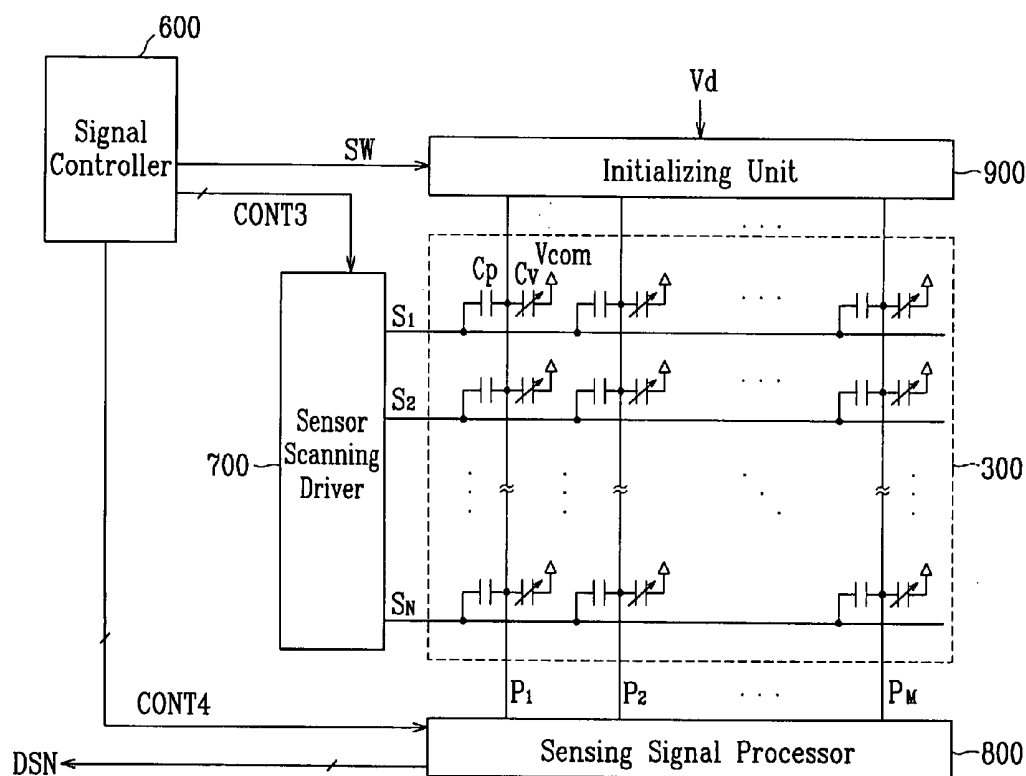 600
Vd
Signal
Controller
SW
Initializing Unit
900
CONT3
. . .
Cp
Cv
Vcom
S1
. . .
S2
. . .
Sensor
Scanning
Driver
700
300
SN
P1
P2
. . .
PM
CONT4
Sensing Signal Processor
800
DSN